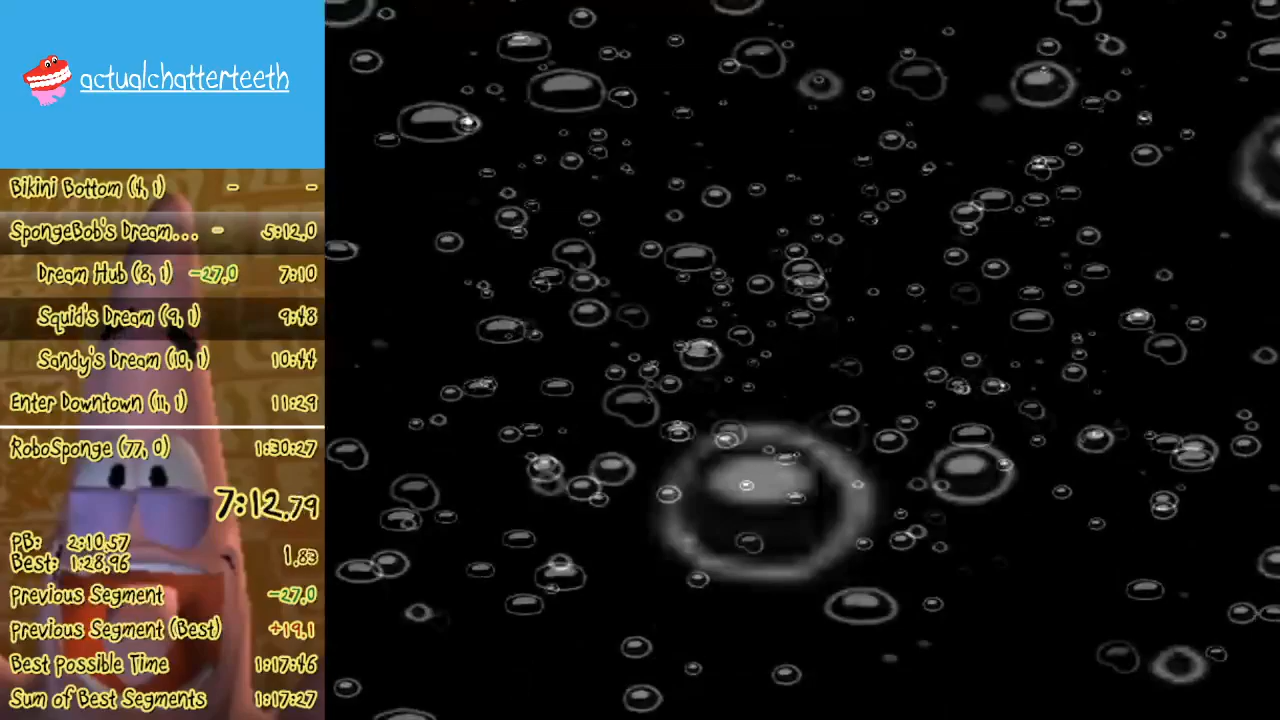 actualchatterteeth
Bikini Bottom (4, 1) - -
SpongeBob's Dream... - 5:12.0
Dream Hub (8, 1) -27.0 7:10
Squid's Dream (9, 1) 9:48
Sandy's Dream (10, 1) 10:44
Enter Downtown (11, 1) 11:29
RoboSponge (77, 0) 1:30:27
7:12.79
PB: 2:10.57
Best: 1:28.96 1.83
Previous Segment -27.0
Previous Segment (Best) +19.1
Best Possible Time 1:17:46
Sum of Best Segments 1:17:27